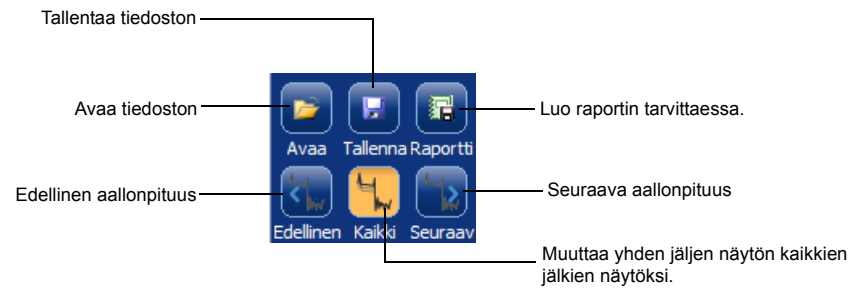 Tallentaa tiedoston
Avaa tiedoston
Luo raportin tarvittaessa.
Avaa Tallenna Raportti
Edellinen aallonpituus
Seuraava aallonpituus
Edellinen Kaikki Seuraav
Muuttaa yhden jäljen näytön kaikkien
jälkien näytöksi.